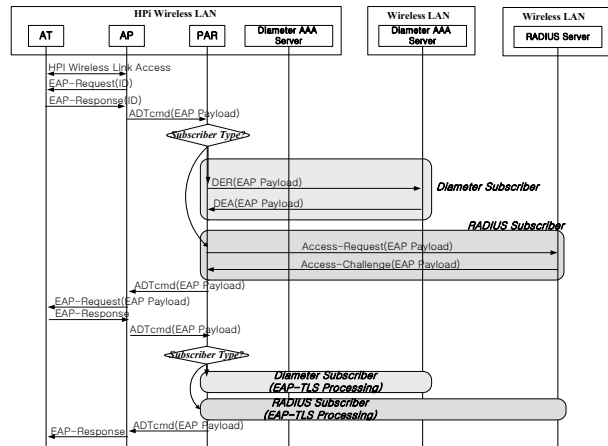 HPi Wireless LAN
Wireless LAN
Wireless LAN
AT
AP
PAR
Diameter AAA
Server
Diameter AAA
Server
RADIUS Server
HPI Wireless Link Access
EAP-Request(ID)
EAP-Response(ID)
ADTcmd(EAP Payload)
Subscriber Type?
DER(EAP Payload)
Diameter Subscriber
DEA(EAP Payload)
RADIUS Subscriber
Access-Request(EAP Payload)
Access-Challenge(EAP Payload)
ADTcmd(EAP Payload)
EAP-Request(EAP Payload)
EAP-Response
ADTcmd(EAP Payload)
Subscriber Type?
Diameter Subscriber
(EAP-TLS Processing)
RADIUS Subscriber
(EAP-TLS Processing)
ADTcmd(EAP Payload)
EAP-Response